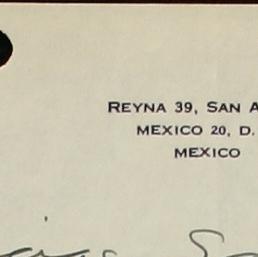 REYNA 39, SAN A
MEXICO 20, D.
MEXICO